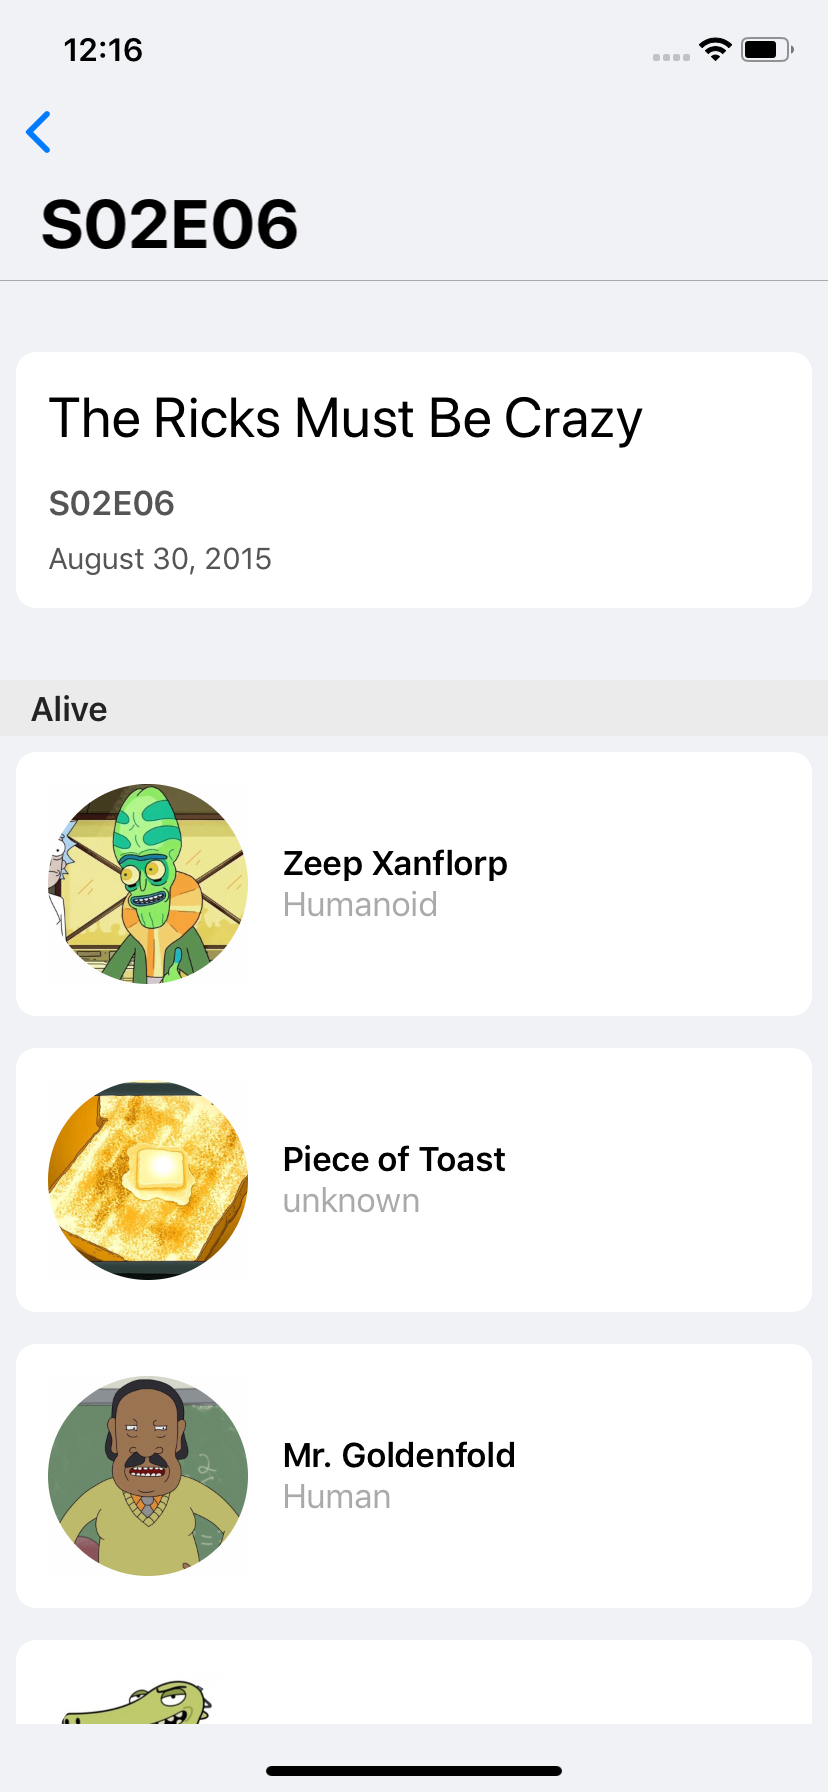 12:16
S02E06
The Ricks Must Be Crazy
S02E06
August 30, 2015
Alive
Zeep Xanflorp
Humanoid
Piece of Toast
unknown
Mr. Goldenfold
Human